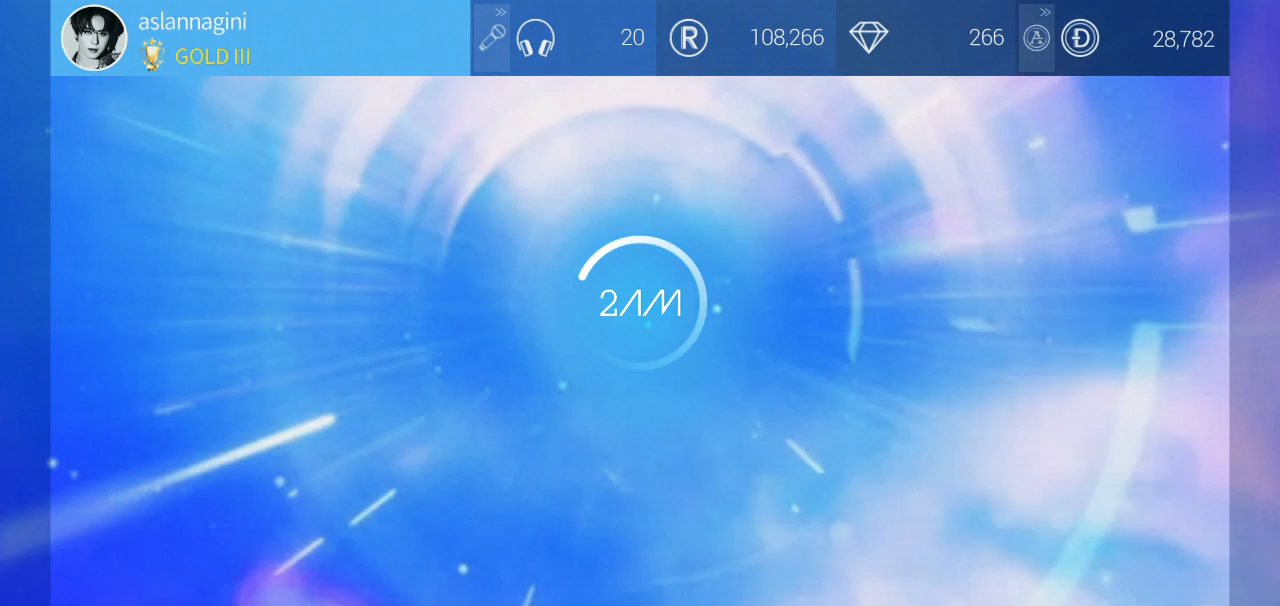 aslannagini
GOLD III
20
R
108,266
266
A
Đ
28,782
2AM